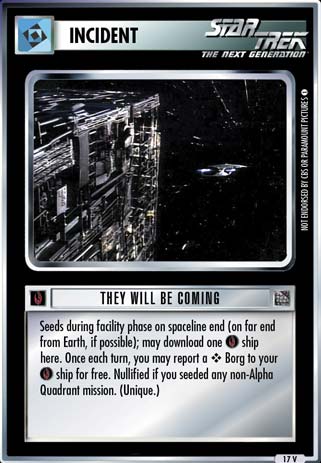 INCIDENT
STAR TREK
THE NEXT GENERATION
NOT ENDORSED BY CBS OR PARAMOUNT PICTURES
THEY WILL BE COMING
Seeds during facility phase on spaceline end (on far end
from Earth, if possible); may download one ship
here. Once each turn, you may report a ❖ Borg to your
ship for free. Nullified if you seeded any non-Alpha
Quadrant mission. (Unique.)
17 V